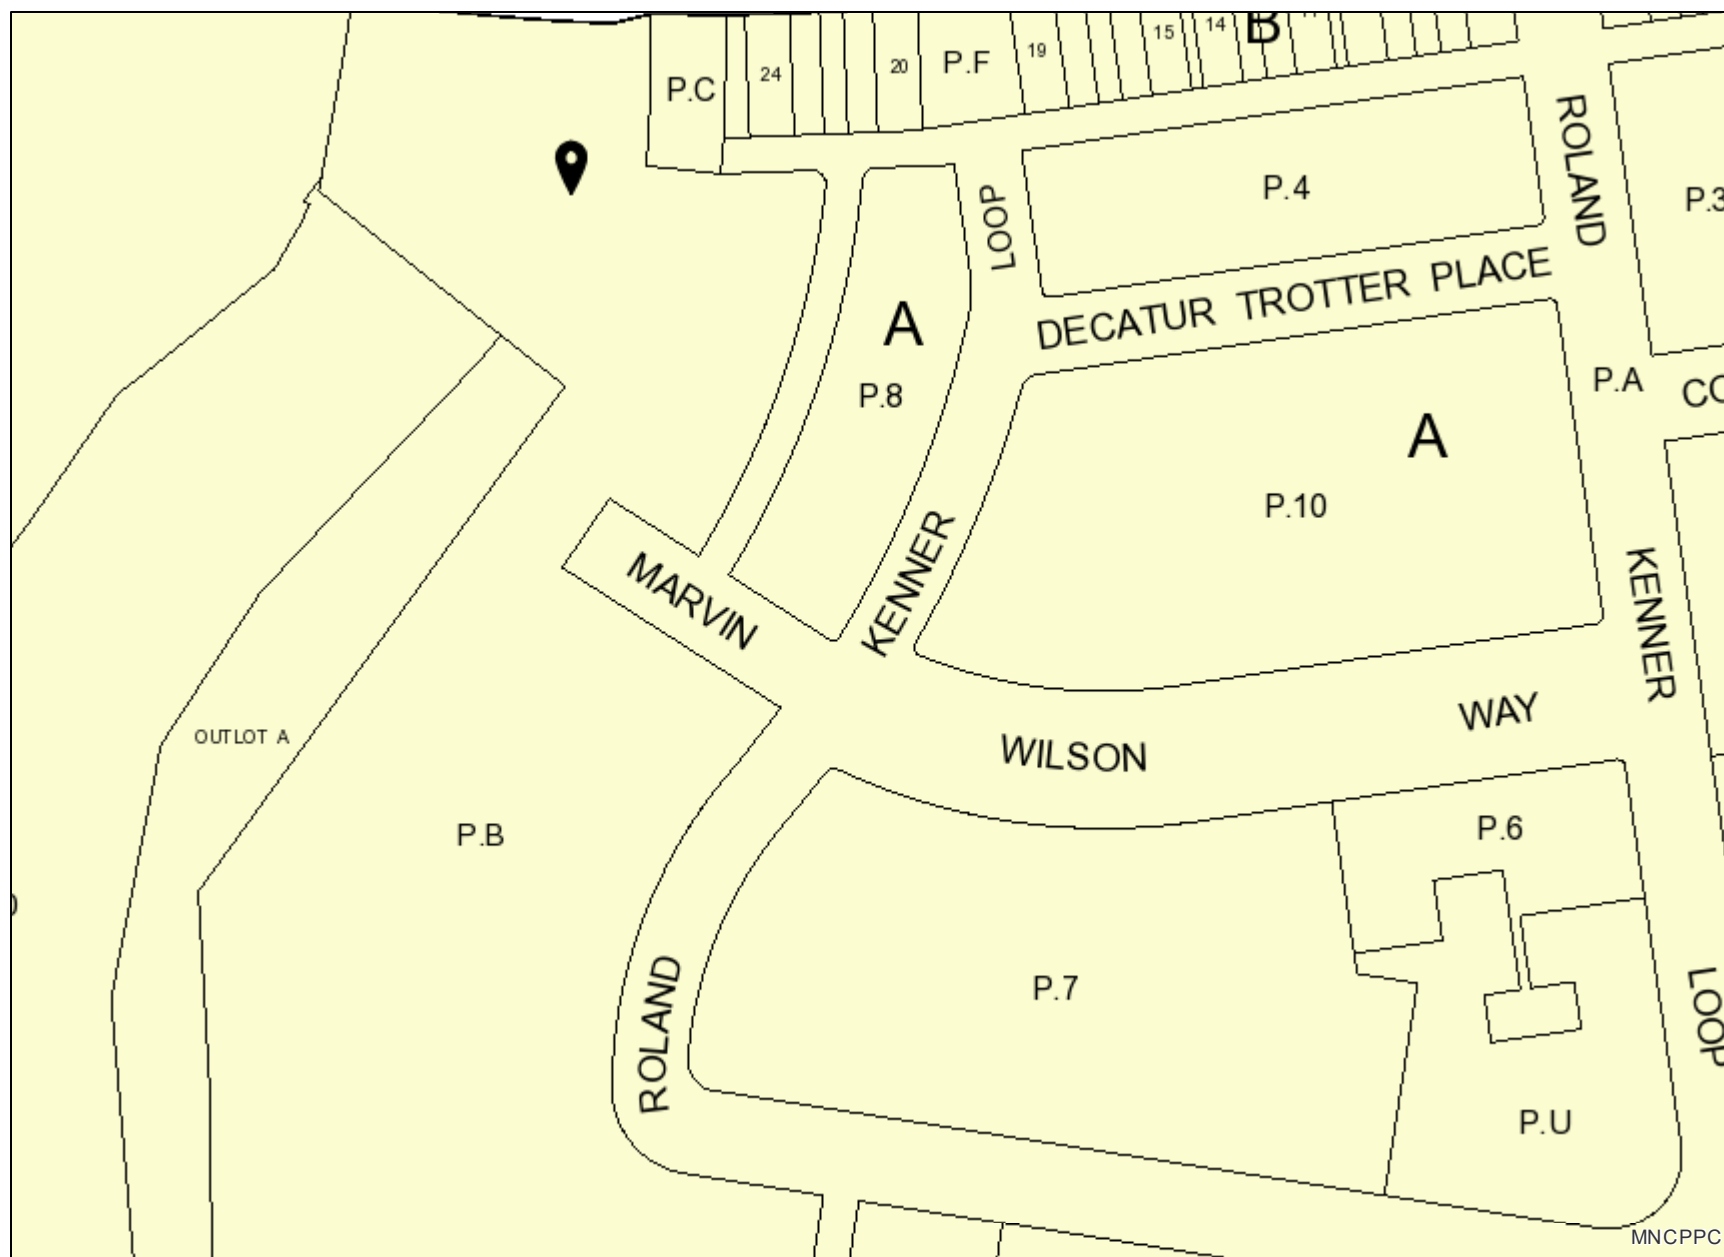 B
15
14
19
P.F
20
24
P.C
ROLAND
P.4
P.3
LOOP
DECATUR TROTTER PLACE
A
P.8
P.A
CO
A
P.10
KENNER
MARVIN
KENNER
WAY
WILSON
OUTLOT A
P.B
P.6
P.7
ROLAND
LOOP
P.U
MNCPPC